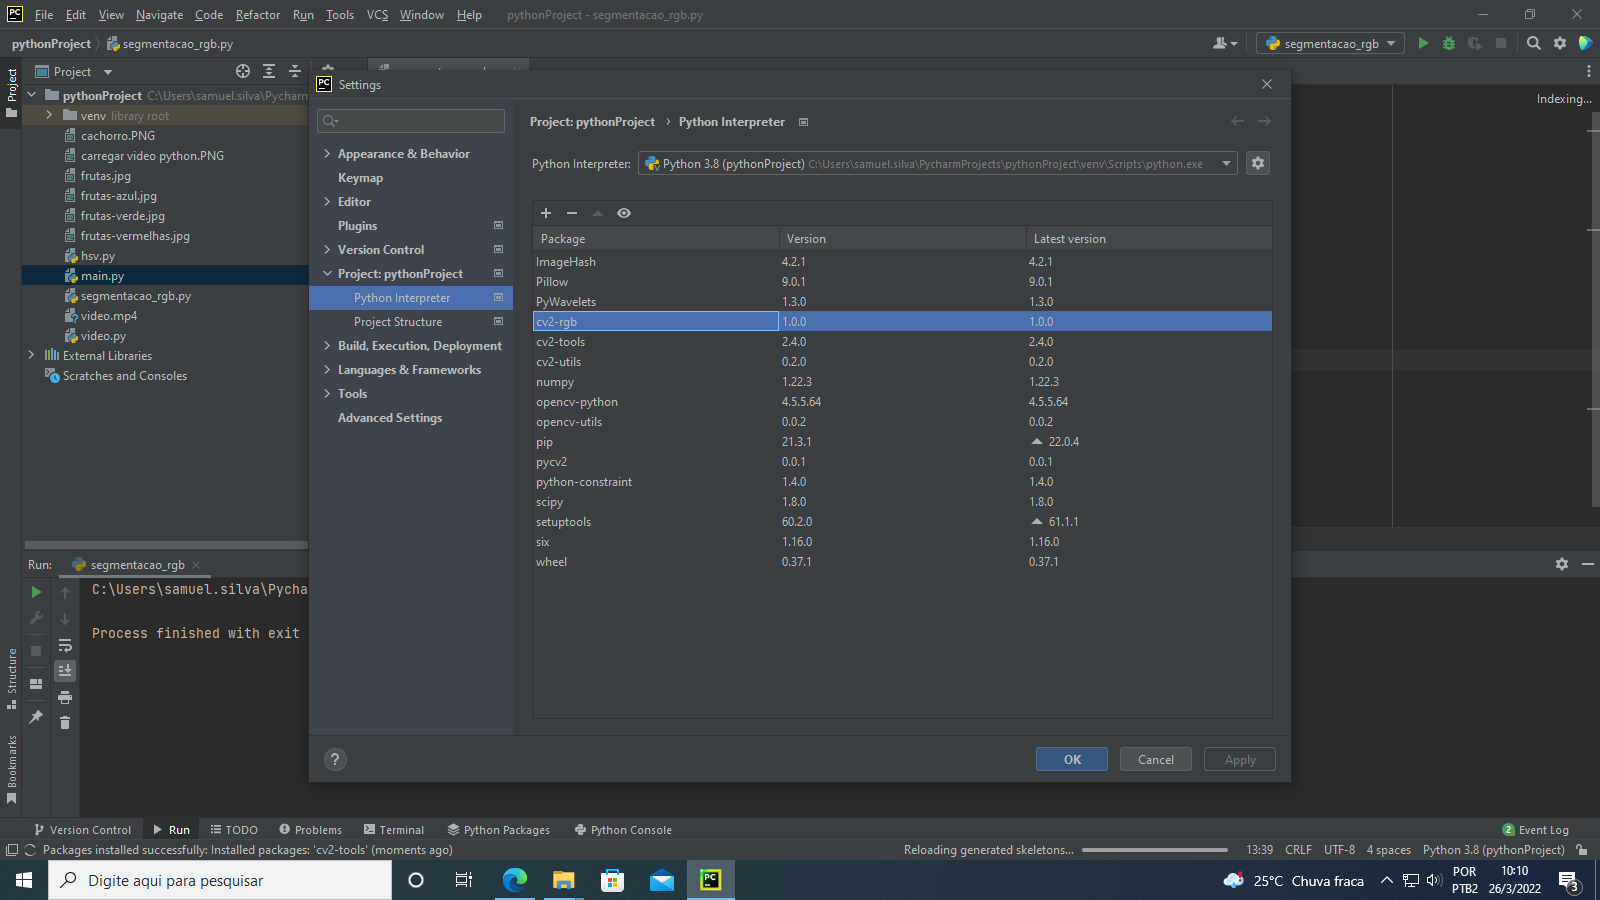 PC File Edit View Navigate Code Refactor Run Tools VCS Window Help pythonProject - segmentacao_rgb.py
pythonProject segmentacao_rgb.py segmentacao_rgb
Project
Project
pythonProject C:\Users\samuel.silva\Pycharm
venv library root
cachorro.PNG
carregar video python.PNG
frutas.jpg
frutas-azul.jpg
frutas-verde.jpg
frutas-vermelhas.jpg
hsv.py
main.py
segmentacao_rgb.py
video.mp4
video.py
External Libraries
Scratches and Consoles
Indexing...
PC Settings
Appearance & Behavior
Keymap
Editor
Plugins
Version Control
Project: pythonProject
Python Interpreter
Project Structure
Build, Execution, Deployment
Languages & Frameworks
Tools
Advanced Settings
Project: pythonProject › Python Interpreter
Python Interpreter: Python 3.8 (pythonProject) C:\Users\samuel.silva\PycharmProjects\pythonProject\venv\Scripts\python.exe
Package Version Latest version
ImageHash 4.2.1 4.2.1
Pillow 9.0.1 9.0.1
PyWavelets 1.3.0 1.3.0
cv2-rgb 1.0.0 1.0.0
cv2-tools 2.4.0 2.4.0
cv2-utils 0.2.0 0.2.0
numpy 1.22.3 1.22.3
opencv-python 4.5.5.64 4.5.5.64
opencv-utils 0.0.2 0.0.2
pip 21.3.1 22.0.4
pycv2 0.0.1 0.0.1
python-constraint 1.4.0 1.4.0
scipy 1.8.0 1.8.0
setuptools 60.2.0 61.1.1
six 1.16.0 1.16.0
wheel 0.37.1 0.37.1
? OK Cancel Apply
Run: segmentacao_rgb
C:\Users\samuel.silva\Pycha
Process finished with exit
Structure
Bookmarks
Version Control Run TODO Problems Terminal Python Packages Python Console 2 Event Log
Packages installed successfully: Installed packages: 'cv2-tools' (moments ago) Reloading generated skeletons... 13:39 CRLF UTF-8 4 spaces Python 3.8 (pythonProject)
Digite aqui para pesquisar PC 25°C Chuva fraca POR 10:10
PTB2 26/3/2022 3